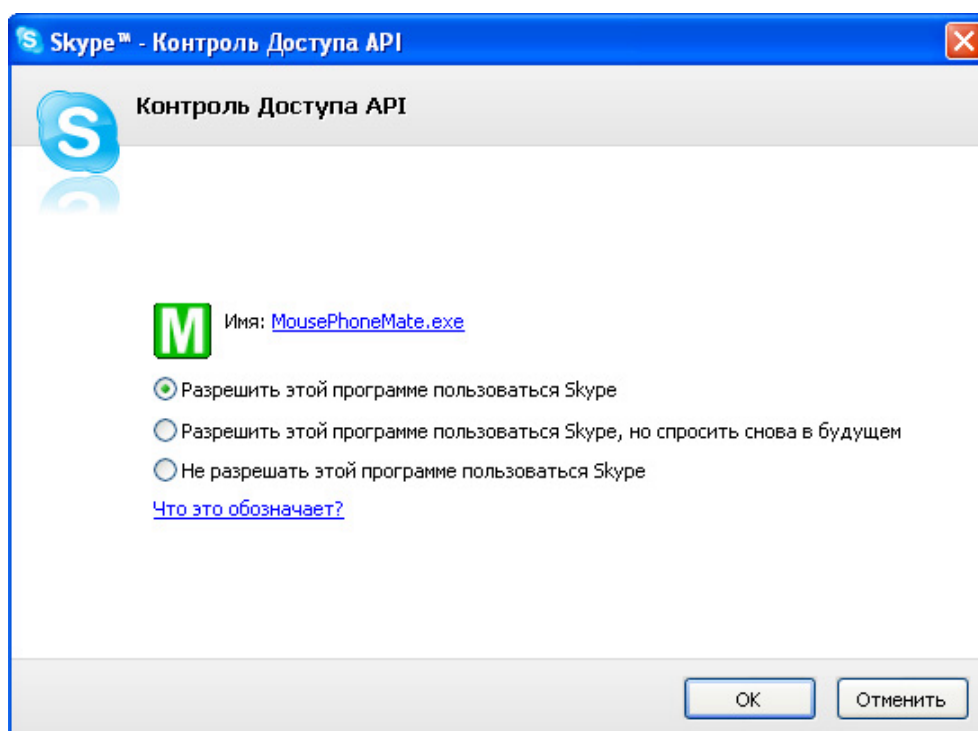 Skype™ - Контроль Доступа API
Контроль Доступа API
Имя: MousePhoneMate.exe
Разрешить этой программе пользоваться Skype
Разрешить этой программе пользоваться Skype, но спросить снова в будущем
Не разрешать этой программе пользоваться Skype
Что это обозначает?
OK
Отменить